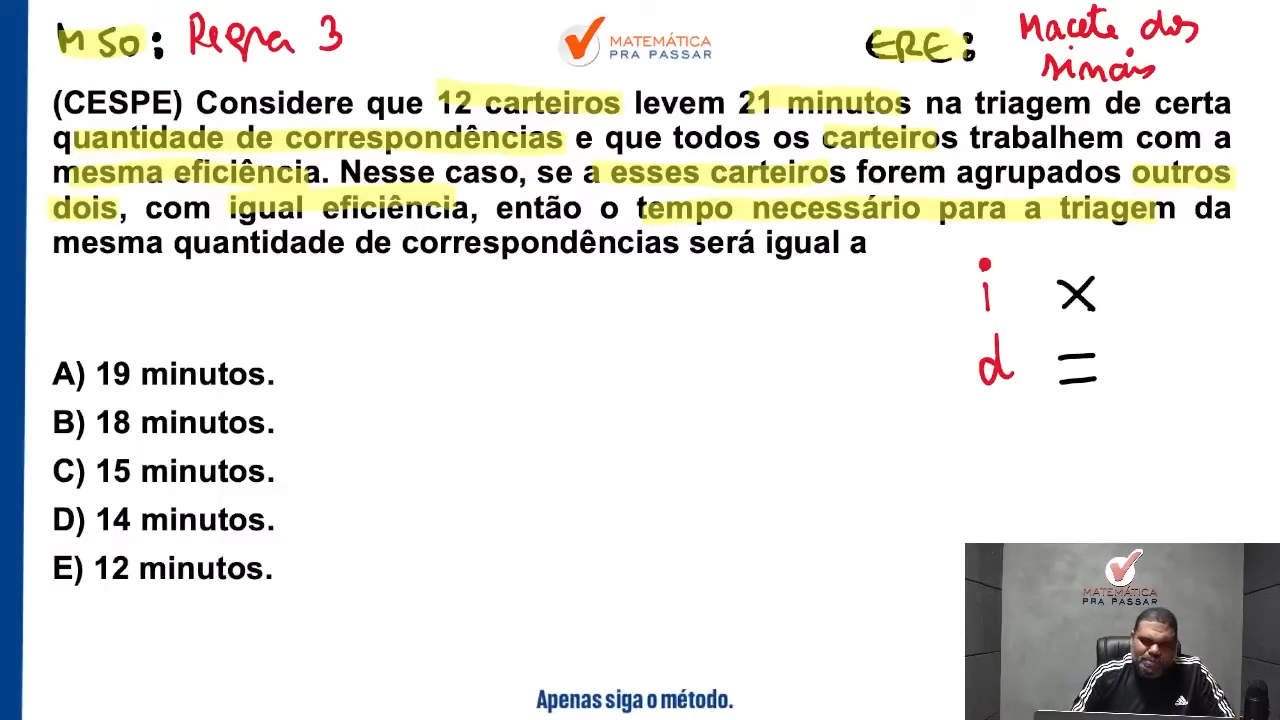 MSO: Regra 3
MATEMÁTICA
PRA PASSAR
ERE: Macete dos
sinais
(CESPE) Considere que 12 carteiros levem 21 minutos na triagem de certa
quantidade de correspondências e que todos os carteiros trabalhem com a
mesma eficiência. Nesse caso, se a esses carteiros forem agrupados outros
dois, com igual eficiência, então o tempo necessário para a triagem da
mesma quantidade de correspondências será igual a
i ×
d =
A) 19 minutos.
B) 18 minutos.
C) 15 minutos.
D) 14 minutos.
E) 12 minutos.
MATEMÁTICA
PRA PASSAR
Apenas siga o método.